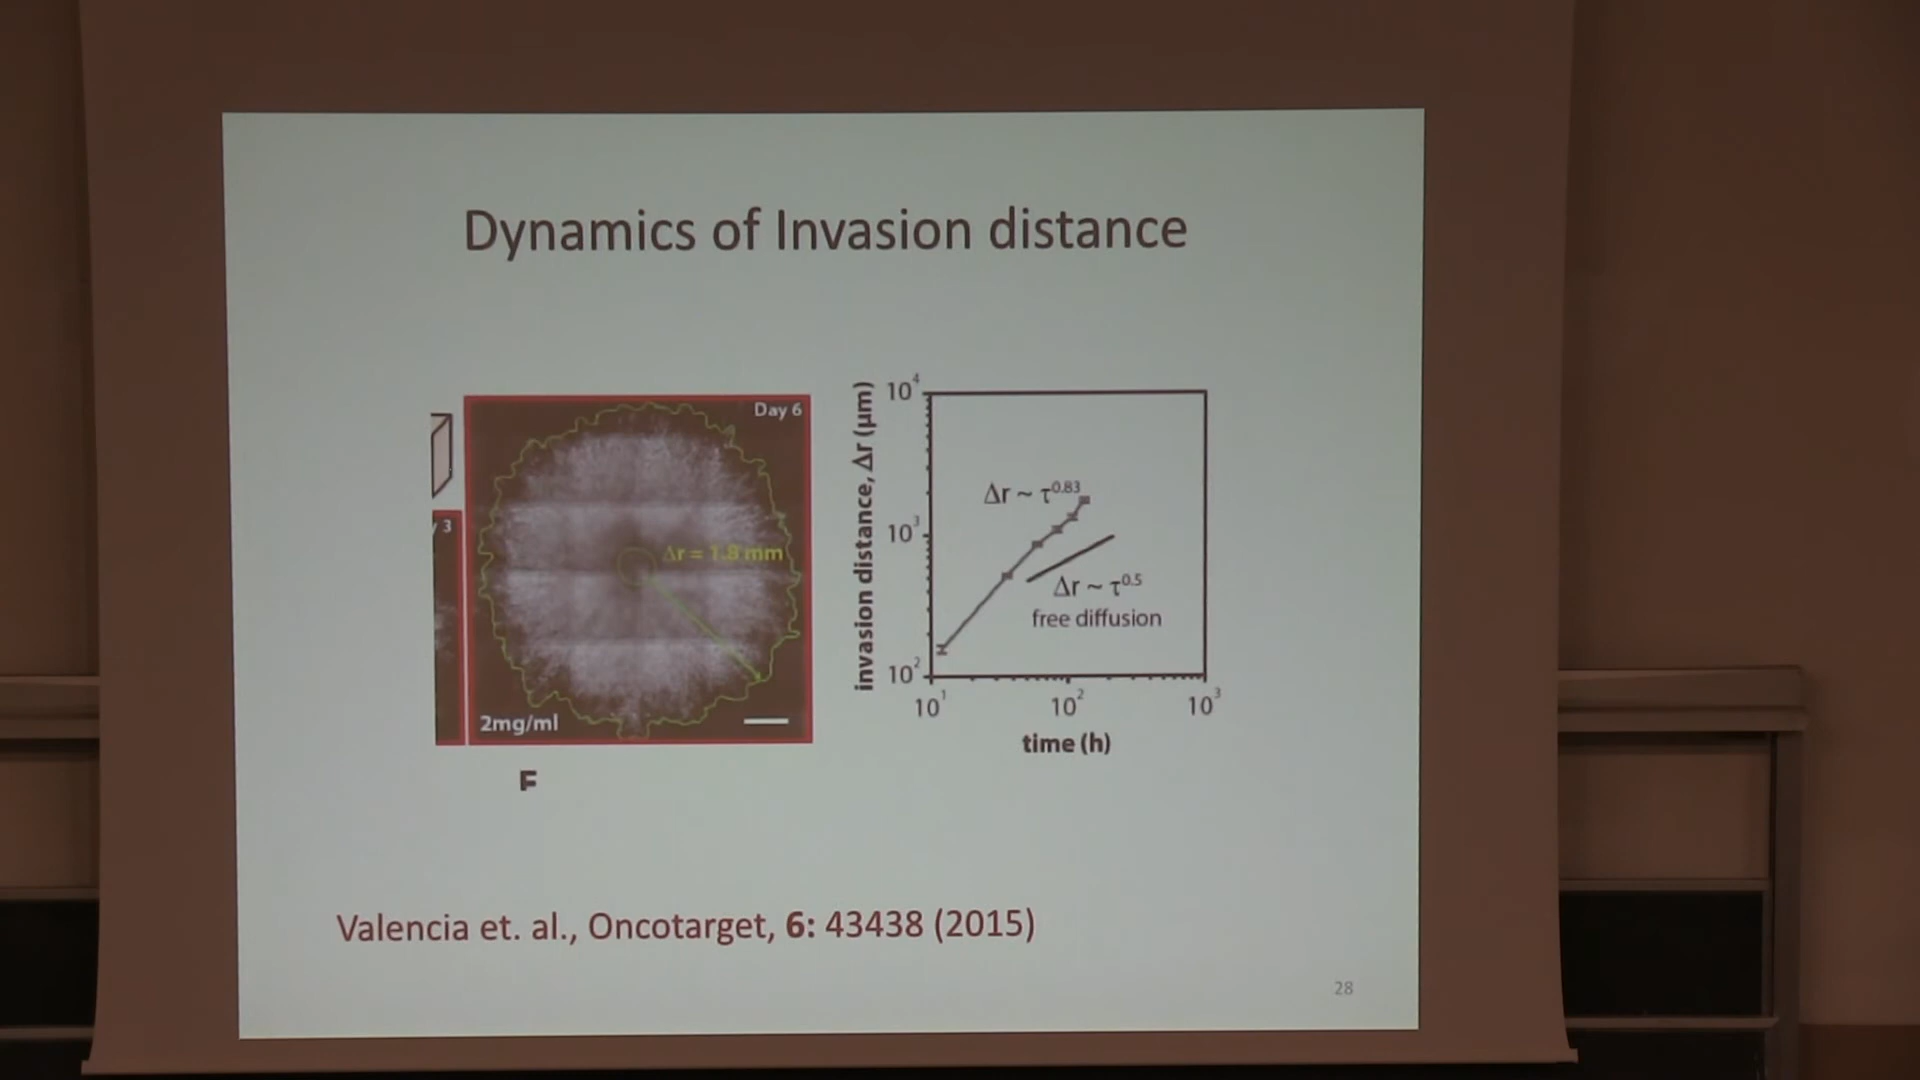 Dynamics of Invasion distance
Day 6
/ 3
Δr = 1.8 mm
2mg/ml
F
invasion distance, Δr (μm)
10⁴
10³
10²
Δr ~ τ⁰·⁸³
Δr ~ τ⁰·⁵
free diffusion
10¹ 10² 10³
time (h)
Valencia et. al., Oncotarget, 6: 43438 (2015)
28